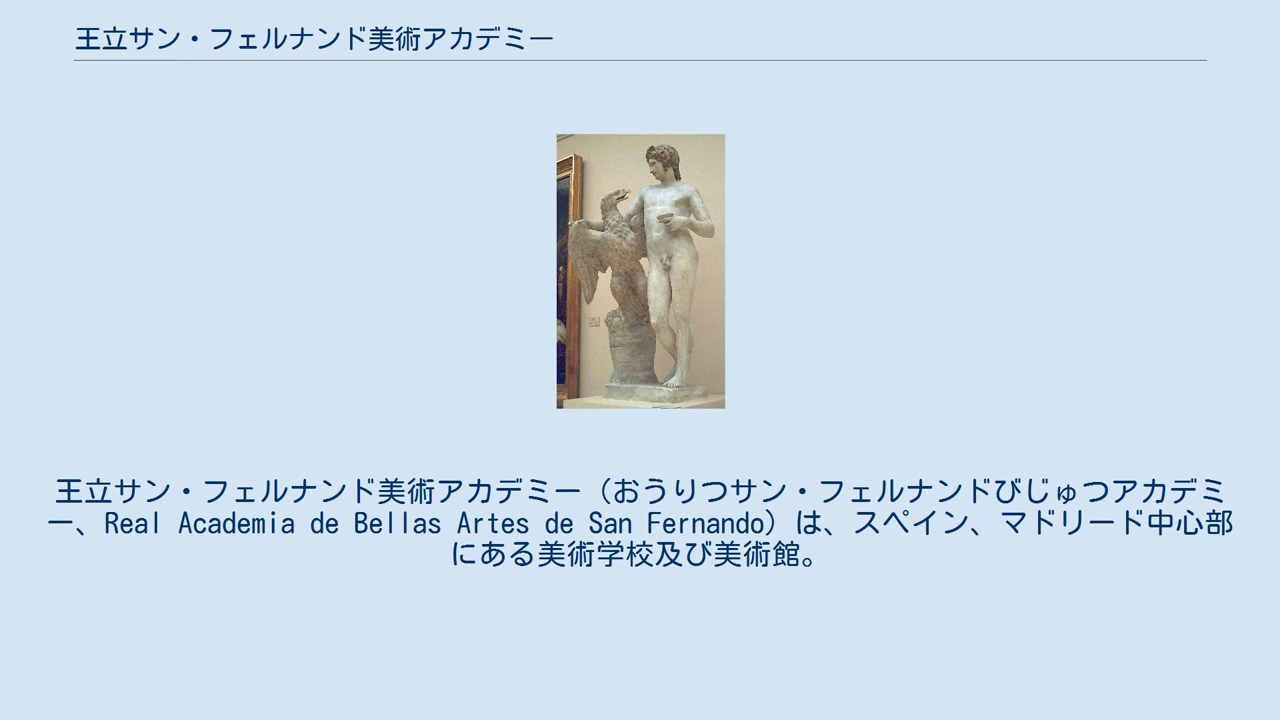 王立サン・フェルナンド美術アカデミー
王立サン・フェルナンド美術アカデミー（おうりつサン・フェルナンドびじゅつアカデミ
ー、Real Academia de Bellas Artes de San Fernando）は、スペイン、マドリード中心部
にある美術学校及び美術館。